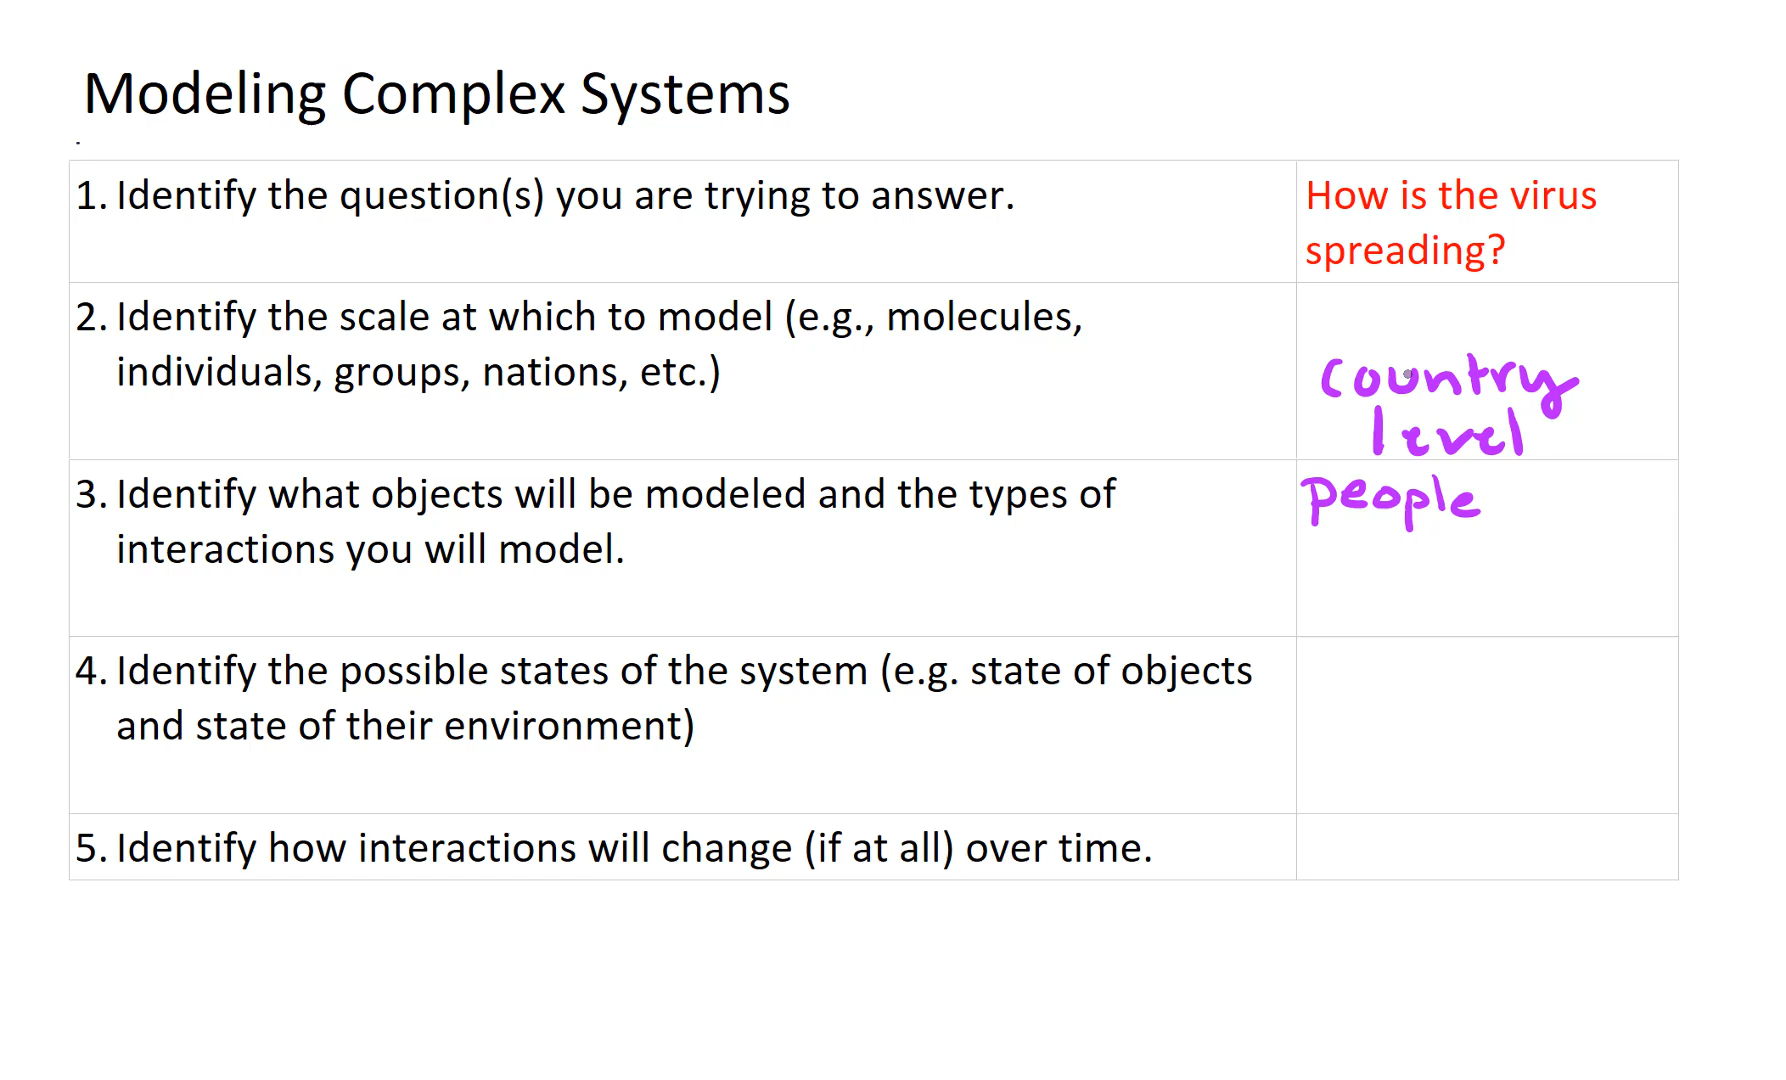 Modeling Complex Systems
1. Identify the question(s) you are trying to answer.
How is the virus
spreading?
2. Identify the scale at which to model (e.g., molecules,
individuals, groups, nations, etc.)
country
level
3. Identify what objects will be modeled and the types of
interactions you will model.
people
4. Identify the possible states of the system (e.g. state of objects
and state of their environment)
5. Identify how interactions will change (if at all) over time.